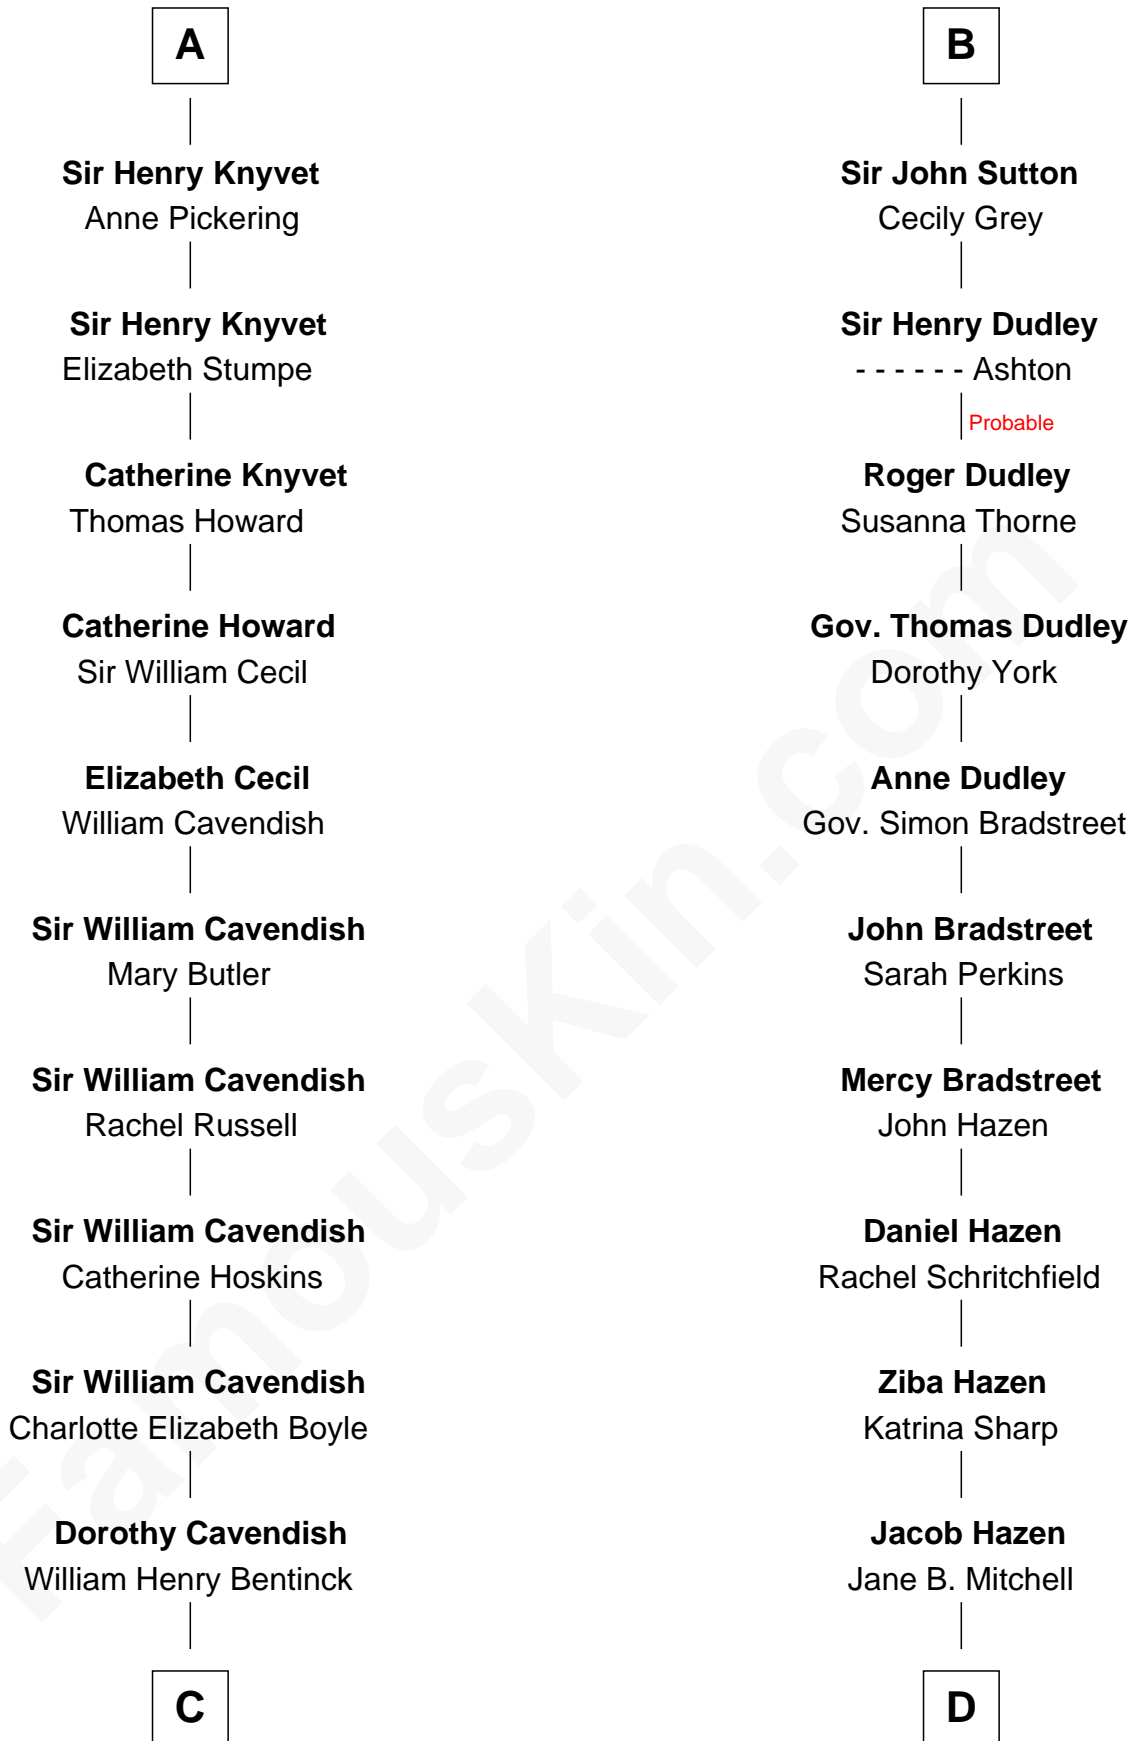 A
Sir Henry Knyvet
Anne Pickering
Sir Henry Knyvet
Elizabeth Stumpe
Catherine Knyvet
Thomas Howard
Catherine Howard
Sir William Cecil
Elizabeth Cecil
William Cavendish
Sir William Cavendish
Mary Butler
Sir William Cavendish
Rachel Russell
Sir William Cavendish
Catherine Hoskins
Sir William Cavendish
Charlotte Elizabeth Boyle
Dorothy Cavendish
William Henry Bentinck
C
B
Sir John Sutton
Cecily Grey
Sir Henry Dudley
- - - - - - Ashton
Probable
Roger Dudley
Susanna Thorne
Gov. Thomas Dudley
Dorothy York
Anne Dudley
Gov. Simon Bradstreet
John Bradstreet
Sarah Perkins
Mercy Bradstreet
John Hazen
Daniel Hazen
Rachel Schritchfield
Ziba Hazen
Katrina Sharp
Jacob Hazen
Jane B. Mitchell
D
FamousKin.com